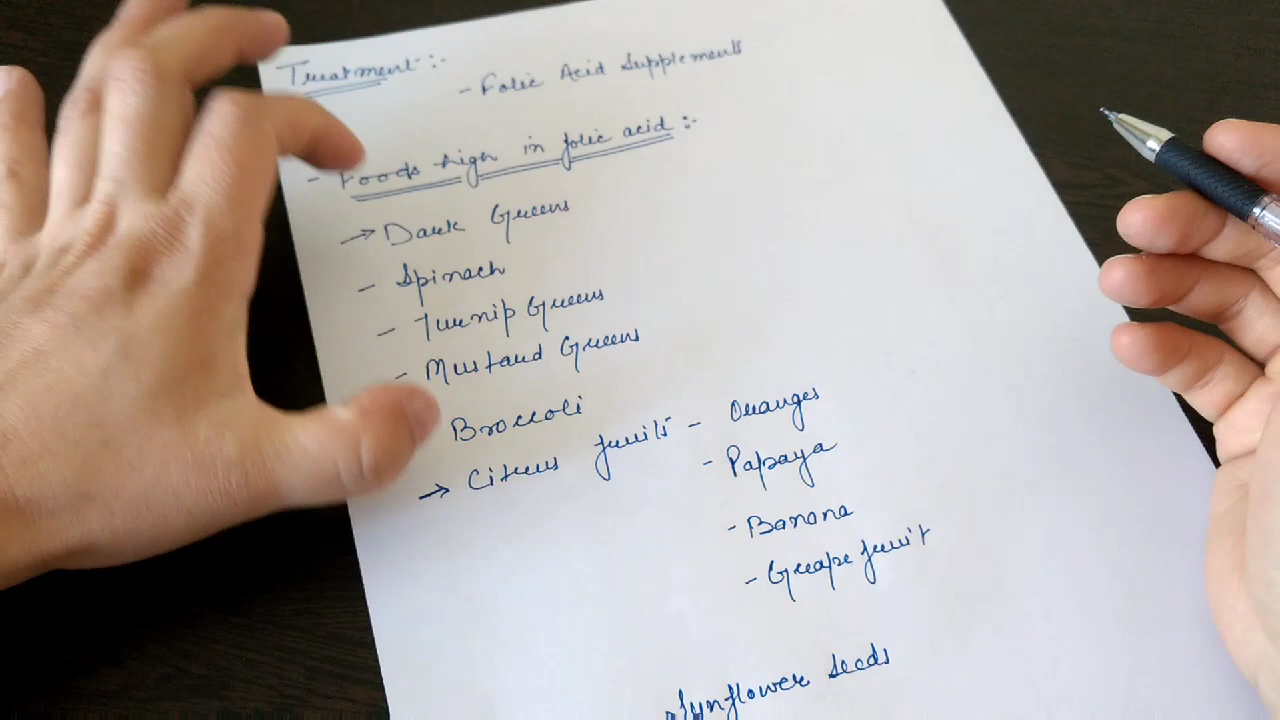 Treatment :-
- Folic Acid Supplements
- Foods high in folic acid :-
→ Dark Greens
- Spinach
- Turnip Greens
- Mustard Greens
Broccoli
→ Citrus fruits - Oranges
- Papaya
- Banana
- Grape fruit
Synflower seeds